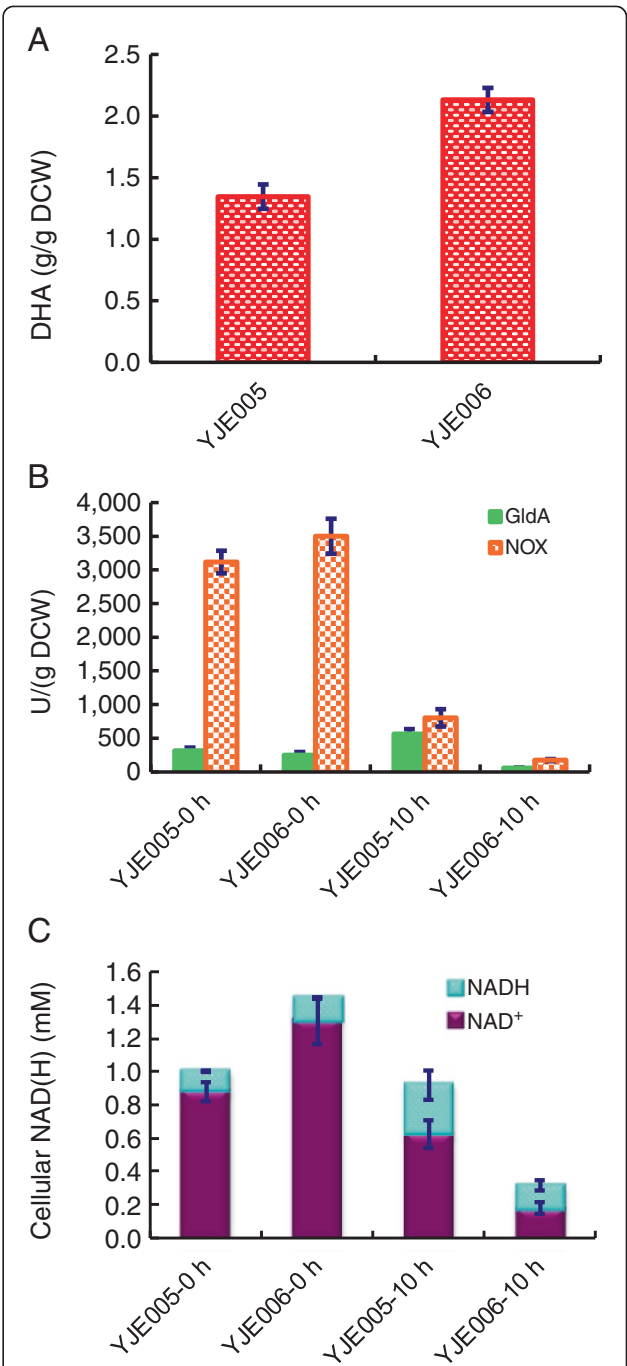 A
DHA (g/g DCW)
2.5
2.0
1.5
1.0
0.5
0.0
YJE005
YJE006
B
U/(g DCW)
4,000
3,500
3,000
2,500
2,000
1,500
1,000
500
0
GldA
NOX
YJE005-0 h
YJE006-0 h
YJE005-10 h
YJE006-10 h
C
Cellular NAD(H) (mM)
1.6
1.4
1.2
1.0
0.8
0.6
0.4
0.2
0.0
NADH
NAD⁺
YJE005-0 h
YJE006-0 h
YJE005-10 h
YJE006-10 h